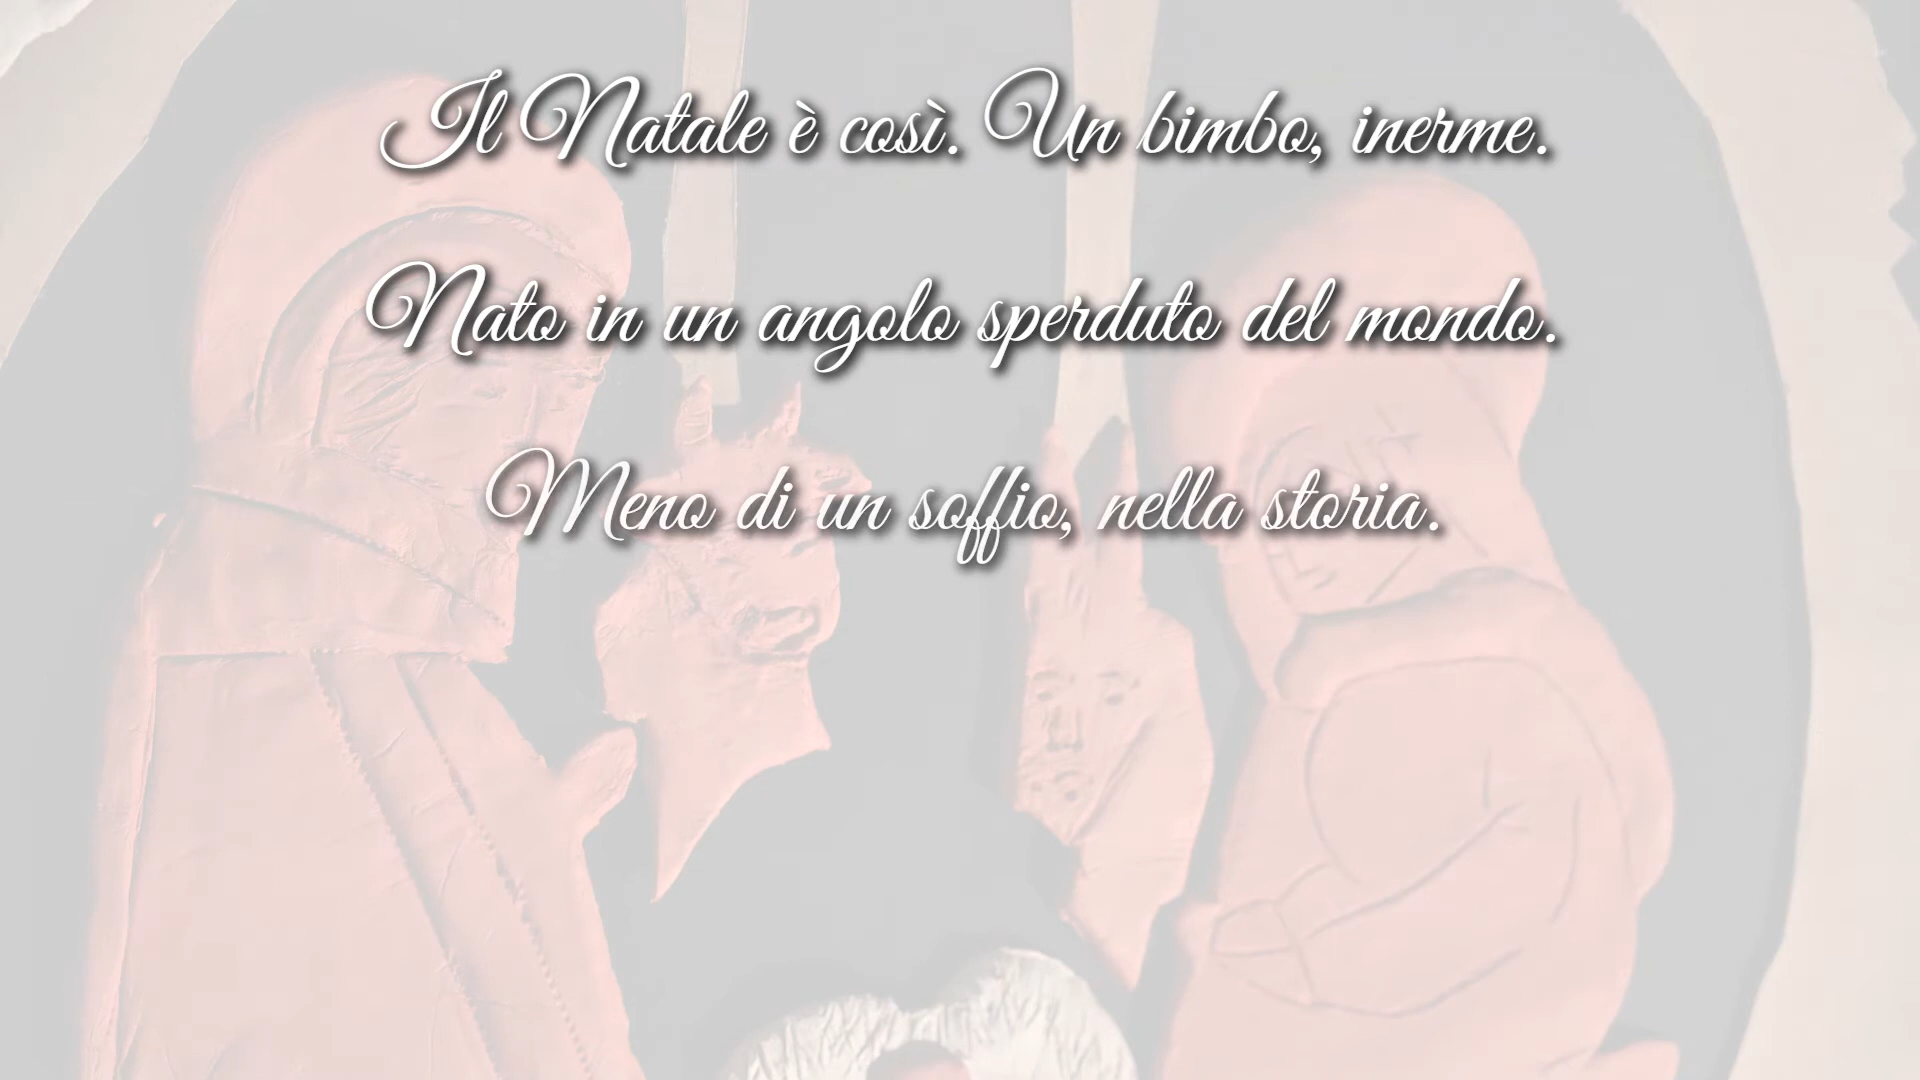 Il Natale è così. Un bimbo, inerme.
Nato in un angolo sperduto del mondo.
Meno di un soffio, nella storia.